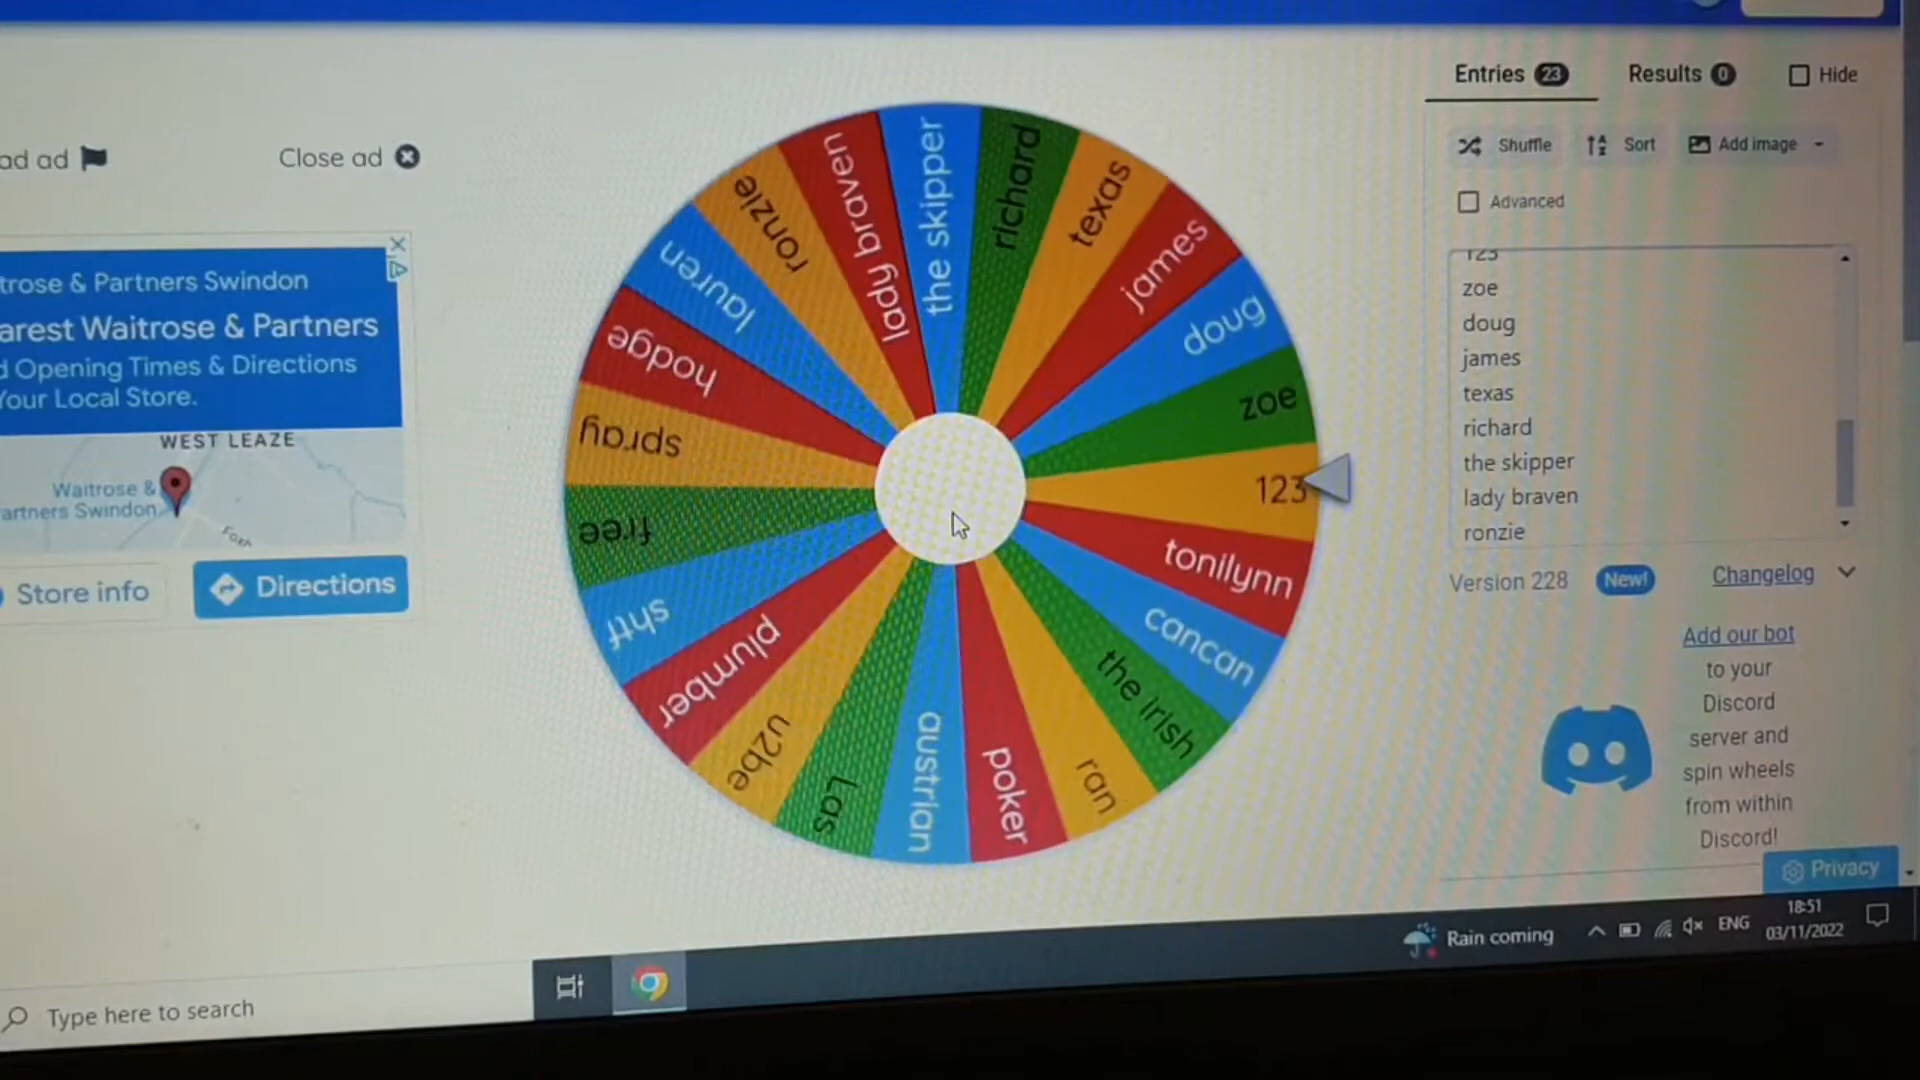 Entries 23
Results 0
Hide
ad ad
Close ad
Shuffle
Sort
Add image
Advanced
trose & Partners Swindon
arest Waitrose & Partners
d Opening Times & Directions
Your Local Store.
WEST LEAZE
Waitrose &
artners Swindon
Store info
Directions
the skipper
richard
texas
james
doug
zoe
123
tonilynn
cancan
the irish
ran
poker
austrian
Las
u2be
plumber
shtf
free
spray
hodge
lauren
ronzie
lady braven
123
zoe
doug
james
texas
richard
the skipper
lady braven
ronzie
Version 228
New!
Changelog
Add our bot
to your
Discord
server and
spin wheels
from within
Discord!
Privacy
Type here to search
Rain coming
ENG
18:51
03/11/2022